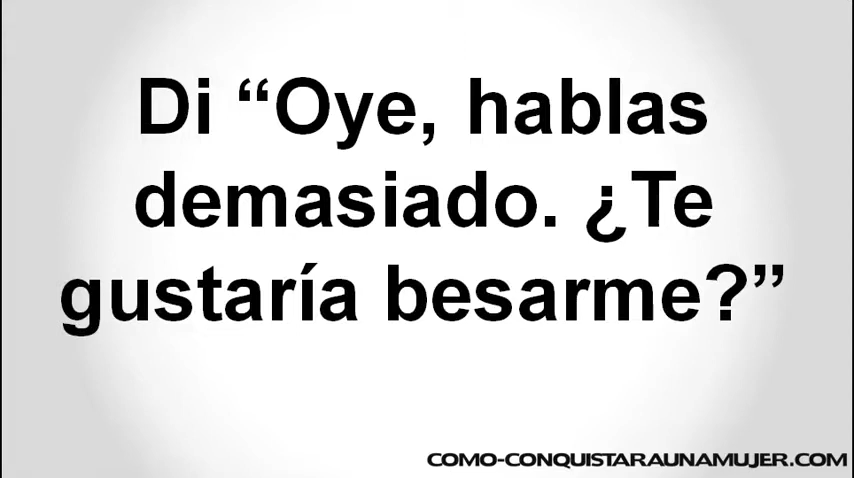 Di “Oye, hablas
demasiado. ¿Te
gustaría besarme?”
COMO-CONQUISTARAUNAMUJER.COM